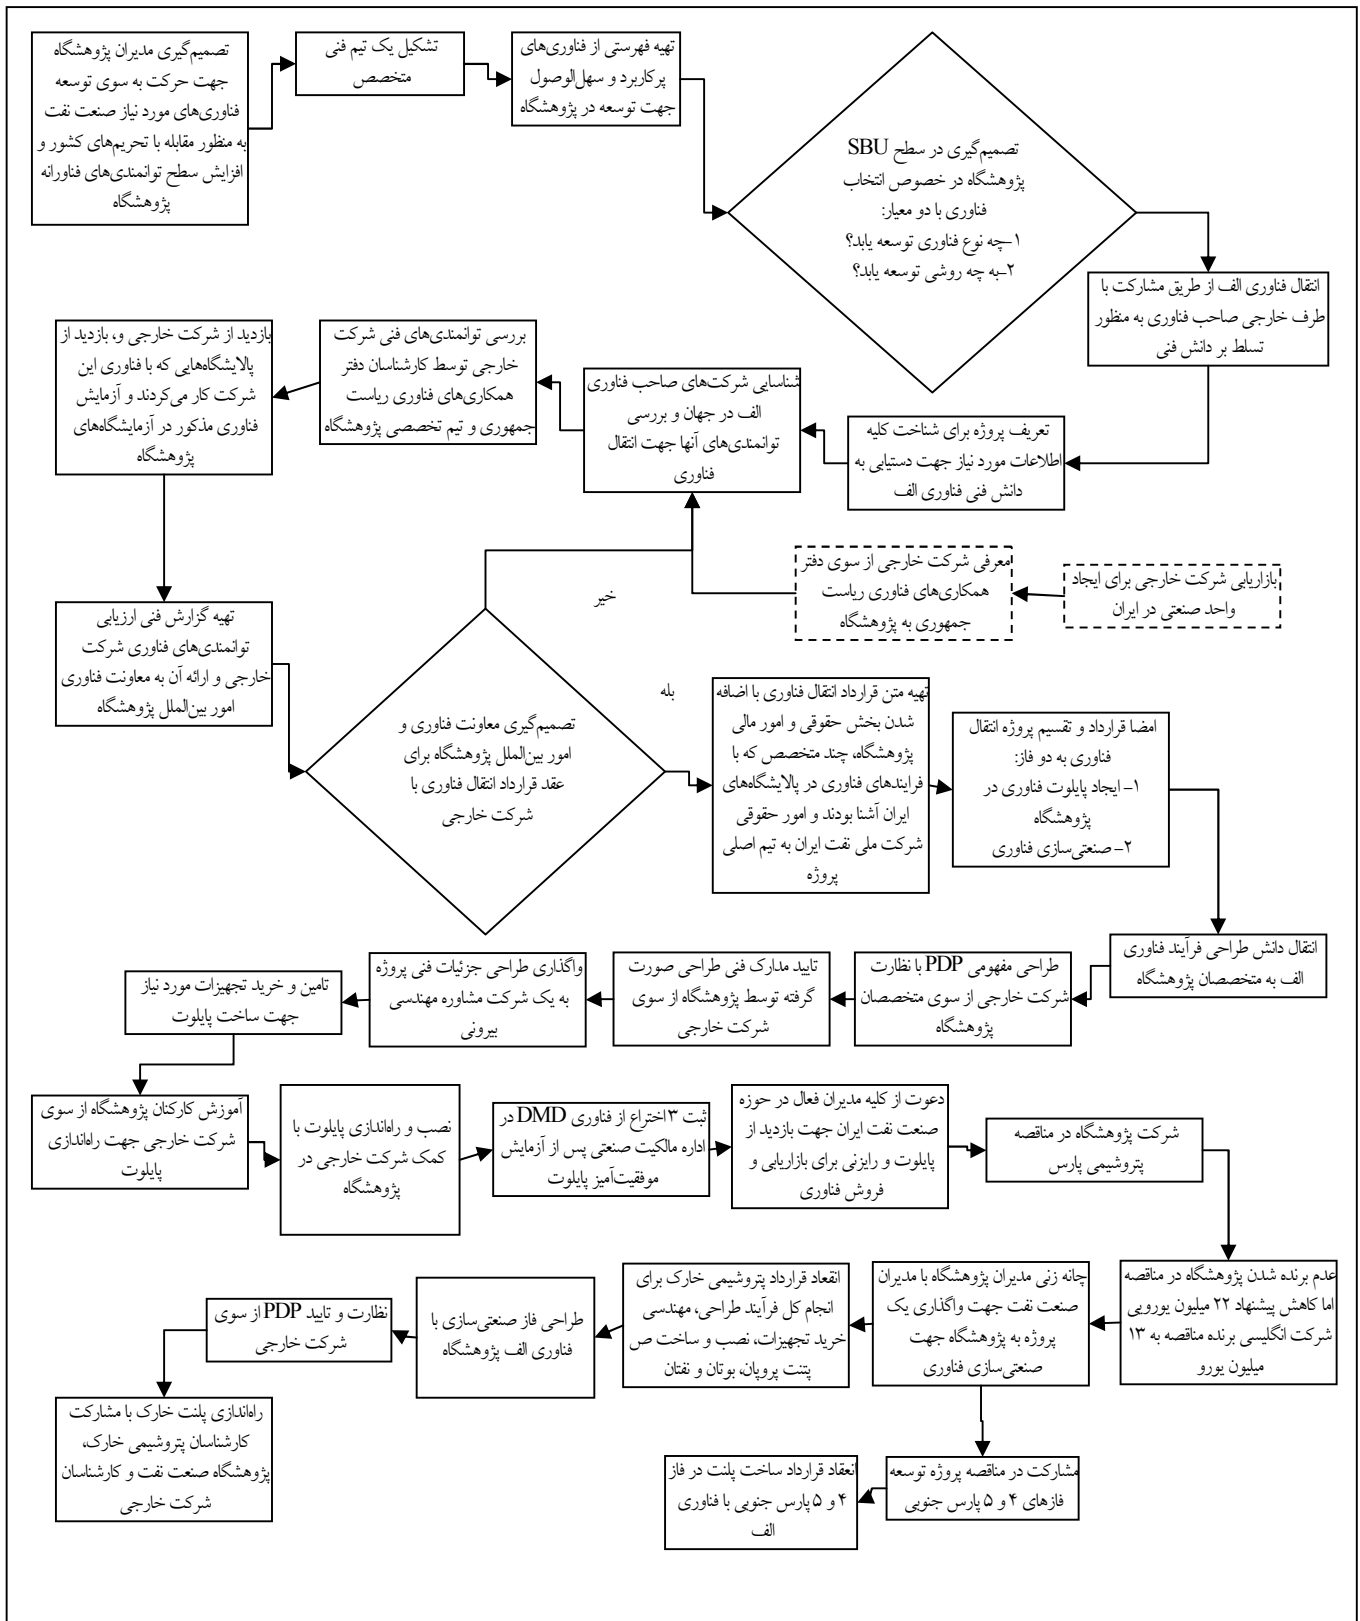 تصمیم‌گیری مدیران پژوهشگاه
جهت حرکت به سوی توسعه
فناوری‌های مورد نیاز صنعت نفت
به منظور مقابله با تحریم‌های کشور و
افزایش سطح توانمندی‌های فناورانه
پژوهشگاه
تشکیل یک تیم فنی
متخصص
تهیه فهرستی از فناوری‌های
پرکاربرد و سهل‌الوصول
جهت توسعه در پژوهشگاه
تصمیم‌گیری در سطح SBU
پژوهشگاه در خصوص انتخاب
فناوری با دو معیار:
۱-چه نوع فناوری توسعه یابد؟
۲-به چه روشی توسعه یابد؟
انتقال فناوری الف از طریق مشارکت با
طرف خارجی صاحب فناوری به منظور
تسلط بر دانش فنی
تعریف پروژه برای شناخت کلیه
اطلاعات مورد نیاز جهت دستیابی به
دانش فنی فناوری الف
شناسایی شرکت‌های صاحب فناوری
الف در جهان و بررسی
توانمندی‌های آنها جهت انتقال
فناوری
بررسی توانمندی‌های فنی شرکت
خارجی توسط کارشناسان دفتر
همکاری‌های فناوری ریاست
جمهوری و تیم تخصصی پژوهشگاه
بازدید از شرکت خارجی و، بازدید از
پالایشگاه‌هایی که با فناوری این
شرکت کار می‌کردند و آزمایش
فناوری مذکور در آزمایشگاه‌های
پژوهشگاه
بازاریابی شرکت خارجی برای ایجاد
واحد صنعتی در ایران
معرفی شرکت خارجی از سوی دفتر
همکاری‌های فناوری ریاست
جمهوری به پژوهشگاه
تهیه گزارش فنی ارزیابی
توانمندی‌های فناوری شرکت
خارجی و ارائه آن به معاونت فناوری
امور بین‌الملل پژوهشگاه
تصمیم‌گیری معاونت فناوری و
امور بین‌الملل پژوهشگاه برای
عقد قرارداد انتقال فناوری با
شرکت خارجی
خیر
بله
تهیه متن قرارداد انتقال فناوری با اضافه
شدن بخش حقوقی و امور مالی
پژوهشگاه، چند متخصص که با
فرایندهای فناوری در پالایشگاه‌های
ایران آشنا بودند و امور حقوقی
شرکت ملی نفت ایران به تیم اصلی
پروژه
امضا قرارداد و تقسیم پروژه انتقال
فناوری به دو فاز:
۱- ایجاد پایلوت فناوری در
پژوهشگاه
۲- صنعتی‌سازی فناوری
انتقال دانش طراحی فرآیند فناوری
الف به متخصصان پژوهشگاه
طراحی مفهومی PDP با نظارت
شرکت خارجی از سوی متخصصان
پژوهشگاه
تایید مدارک فنی طراحی صورت
گرفته توسط پژوهشگاه از سوی
شرکت خارجی
واگذاری طراحی جزئیات فنی پروژه
به یک شرکت مشاوره مهندسی
بیرونی
تامین و خرید تجهیزات مورد نیاز
جهت ساخت پایلوت
آموزش کارکنان پژوهشگاه از سوی
شرکت خارجی جهت راه‌اندازی
پایلوت
نصب و راه‌اندازی پایلوت با
کمک شرکت خارجی در
پژوهشگاه
ثبت ۳اختراع از فناوری DMD در
اداره مالکیت صنعتی پس از آزمایش
موفقیت‌آمیز پایلوت
دعوت از کلیه مدیران فعال در حوزه
صنعت نفت ایران جهت بازدید از
پایلوت و رایزنی برای بازاریابی و
فروش فناوری
شرکت پژوهشگاه در مناقصه
پتروشیمی پارس
عدم برنده شدن پژوهشگاه در مناقصه
اما کاهش پیشنهاد ۲۲ میلیون یورویی
شرکت انگلیسی برنده مناقصه به ۱۳
میلیون یورو
چانه زنی مدیران پژوهشگاه با مدیران
صنعت نفت جهت واگذاری یک
پروژه به پژوهشگاه جهت
صنعتی‌سازی فناوری
انقعاد قرارداد پتروشیمی خارک برای
انجام کل فرآیند طراحی، مهندسی
خرید تجهیزات، نصب و ساخت ص
پتنت پروپان، بوتان و نفتان
طراحی فاز صنعتی‌سازی با
فناوری الف پژوهشگاه
نظارت و تایید PDP از سوی
شرکت خارجی
راه‌اندازی پلنت خارک با مشارکت
کارشناسان پتروشیمی خارک،
پژوهشگاه صنعت نفت و کارشناسان
شرکت خارجی
مشارکت در مناقصه پروژه توسعه
فازهای ۴ و ۵ پارس جنوبی
انعقاد قرارداد ساخت پلنت در فاز
۴ و ۵ پارس جنوبی با فناوری
الف